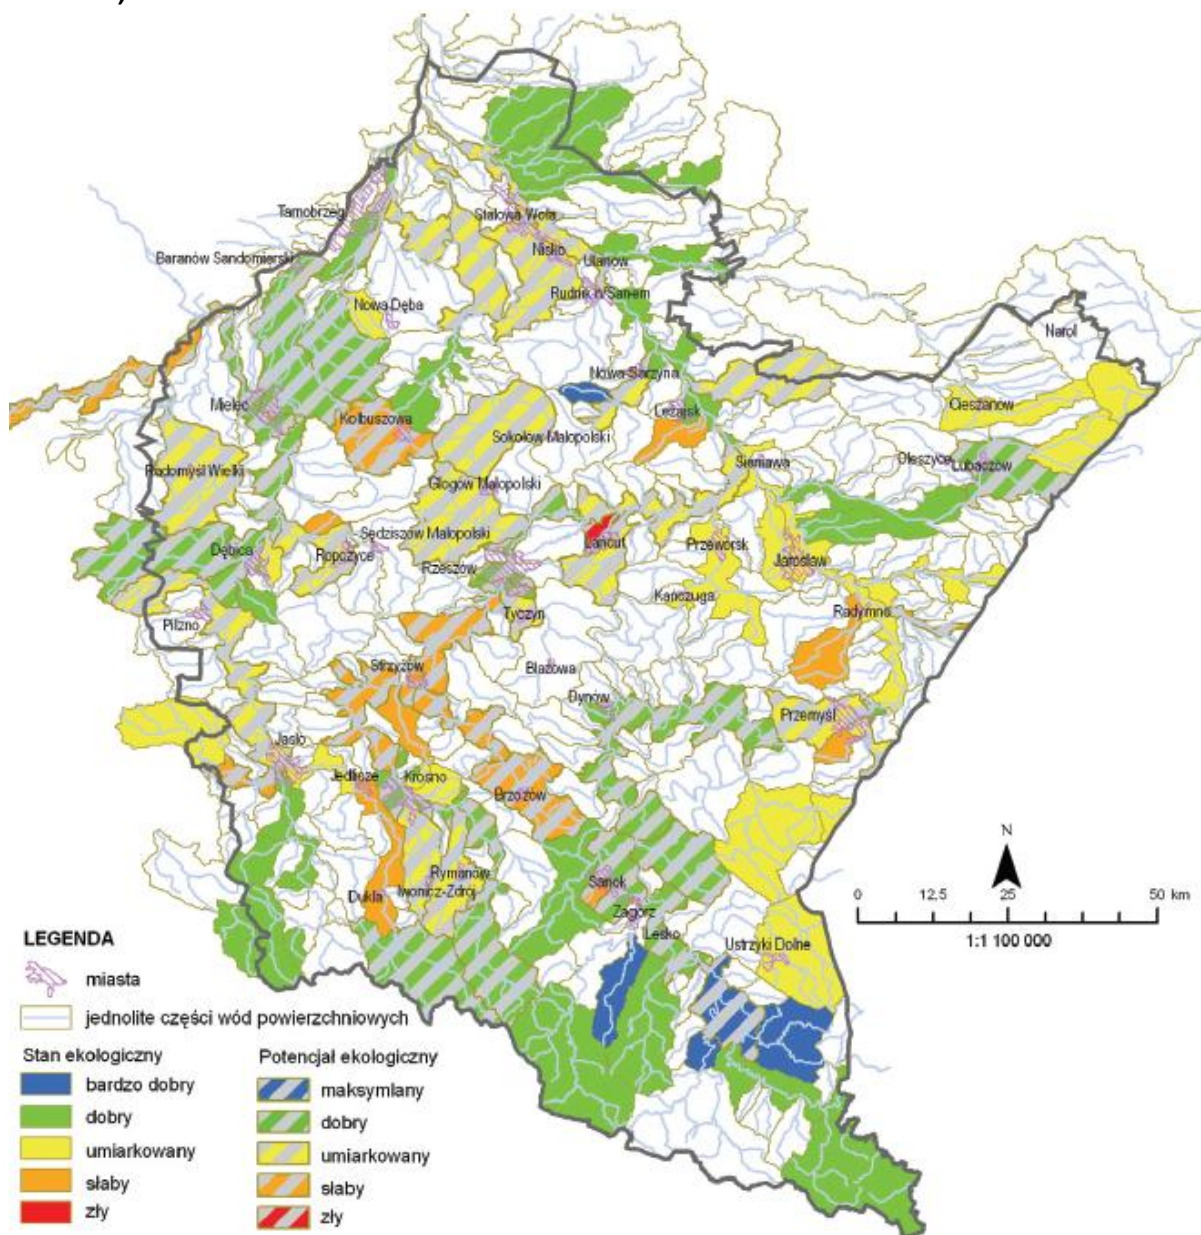 Tarnobrzeg
Stalowa Wola
Baranów Sandomierski
Nisko
Ulanów
Rudnik n/Sanem
Nowa Dęba
Narol
Nowa Sarzyna
Mielec
Kolbuszowa
Leżajsk
Cieszanów
Sokołów Małopolski
Radomyśl Wielki
Sieniawa
Oleszyce
Lubaczów
Głogów Małopolski
Sędziszów Małopolski
Dębica
Ropczyce
Łańcut
Przeworsk
Rzeszów
Jarosław
Kańczuga
Pilzno
Tyczyn
Radymno
Strzyżów
Błażowa
Dynów
Przemyśl
Jasło
Jedlicze
Krosno
Brzozów
Rymanów
Sanok
Dukla
Iwonicz-Zdrój
Zagórz
Lesko
Ustrzyki Dolne
N
0 12.5 25 50 km
1:1 100 000
LEGENDA
miasta
jednolite części wód powierzchniowych
Stan ekologiczny
bardzo dobry
dobry
umiarkowany
słaby
zły
Potencjał ekologiczny
maksymlany
dobry
umiarkowany
słaby
zły